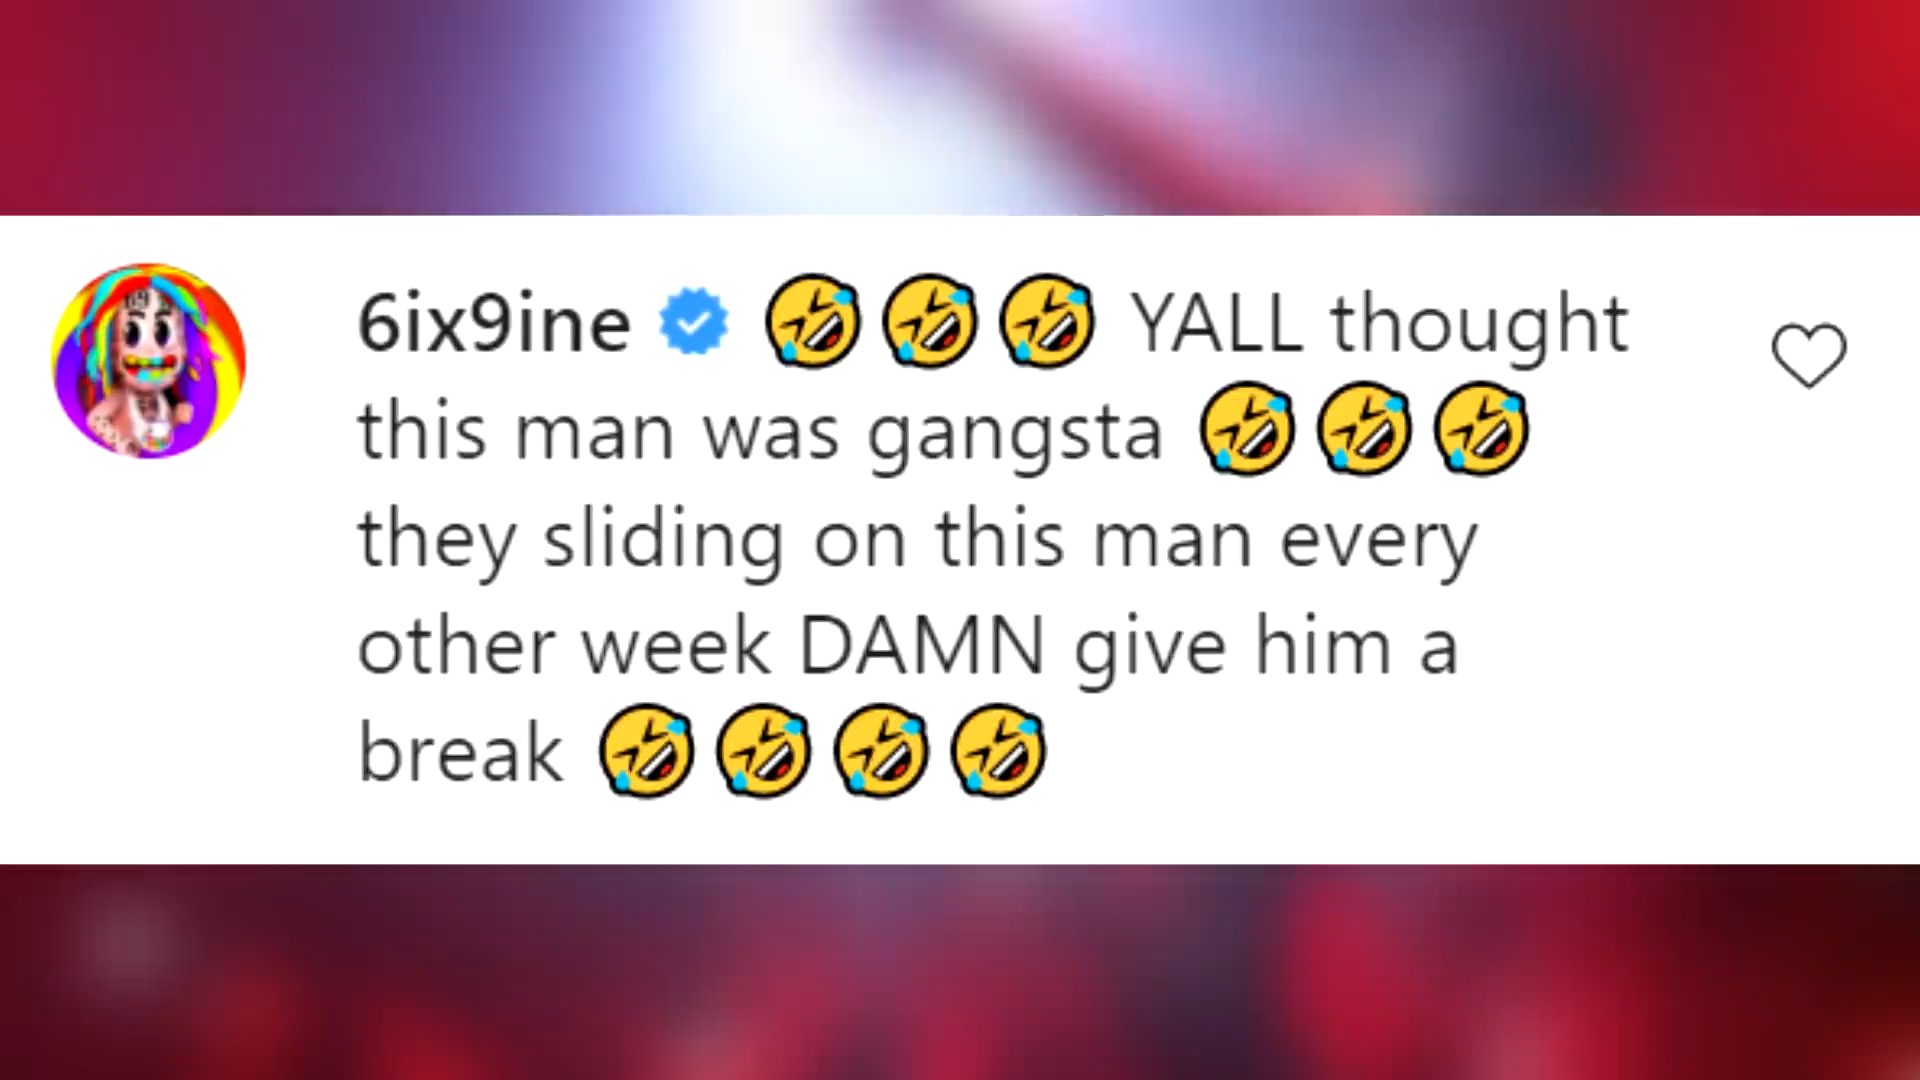 6ix9ine 🤣🤣🤣 YALL thought
this man was gangsta 🤣🤣🤣
they sliding on this man every
other week DAMN give him a
break 🤣🤣🤣🤣